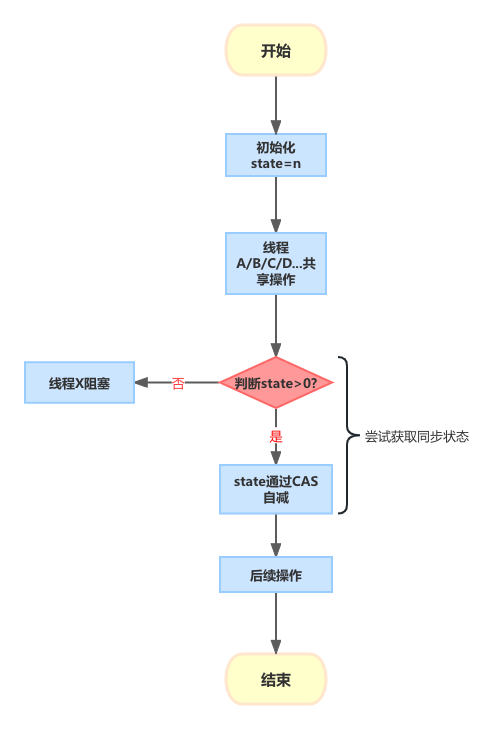 开始
初始化
state=n
线程
A/B/C/D...共
享操作
判断state>0?
否
线程X阻塞
是
尝试获取同步状态
state通过CAS
自减
后续操作
结束